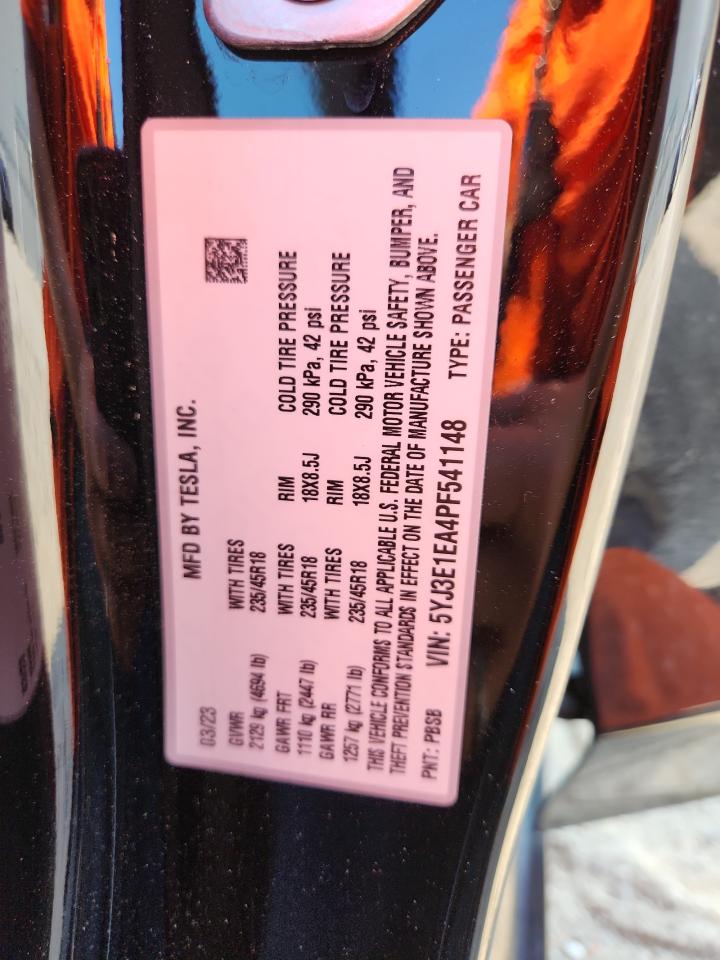 MFD BY TESLA, INC.
03/23
GVWR WITH TIRES
2129 kg (4694 lb) 235/45R18
GAWR FRT WITH TIRES RIM COLD TIRE PRESSURE
1110 kg (2447 lb) 235/45R18 18X8.5J 290 kPa, 42 psi
GAWR RR WITH TIRES RIM COLD TIRE PRESSURE
1257 kg (2771 lb) 235/45R18 18X8.5J 290 kPa, 42 psi
THIS VEHICLE CONFORMS TO ALL APPLICABLE U.S. FEDERAL MOTOR VEHICLE SAFETY, BUMPER, AND
THEFT PREVENTION STANDARDS IN EFFECT ON THE DATE OF MANUFACTURE SHOWN ABOVE.
PNT: PBSB VIN: 5YJ3E1EA4PF541148 TYPE: PASSENGER CAR